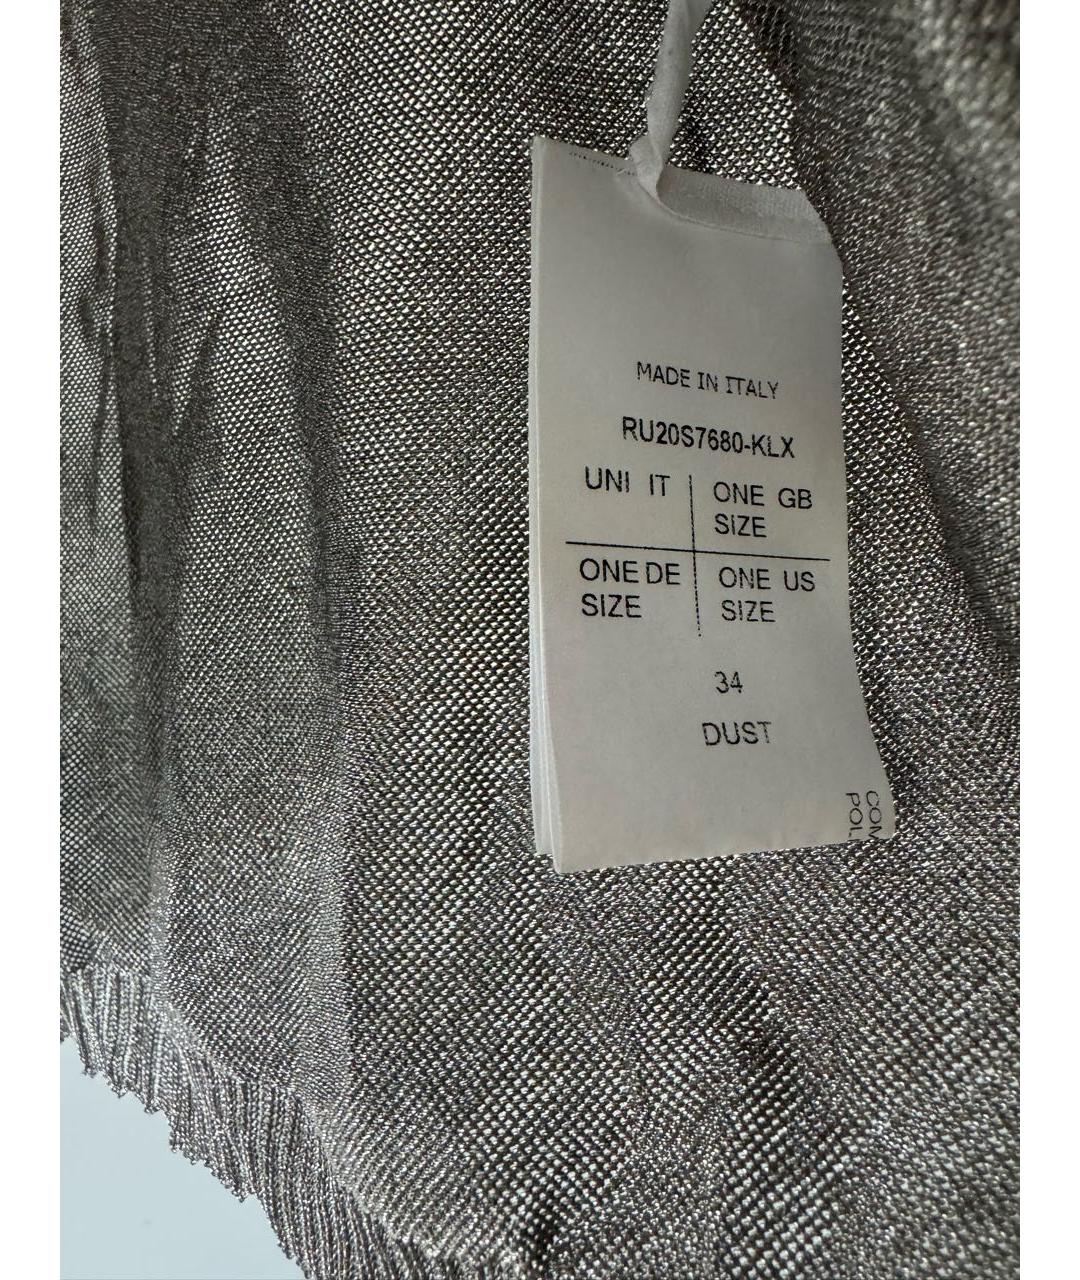 MADE IN ITALY
RU20S7680-KLX
UNI IT
ONE GB
SIZE
ONE DE
SIZE
ONE US
SIZE
34
DUST
COM
POL